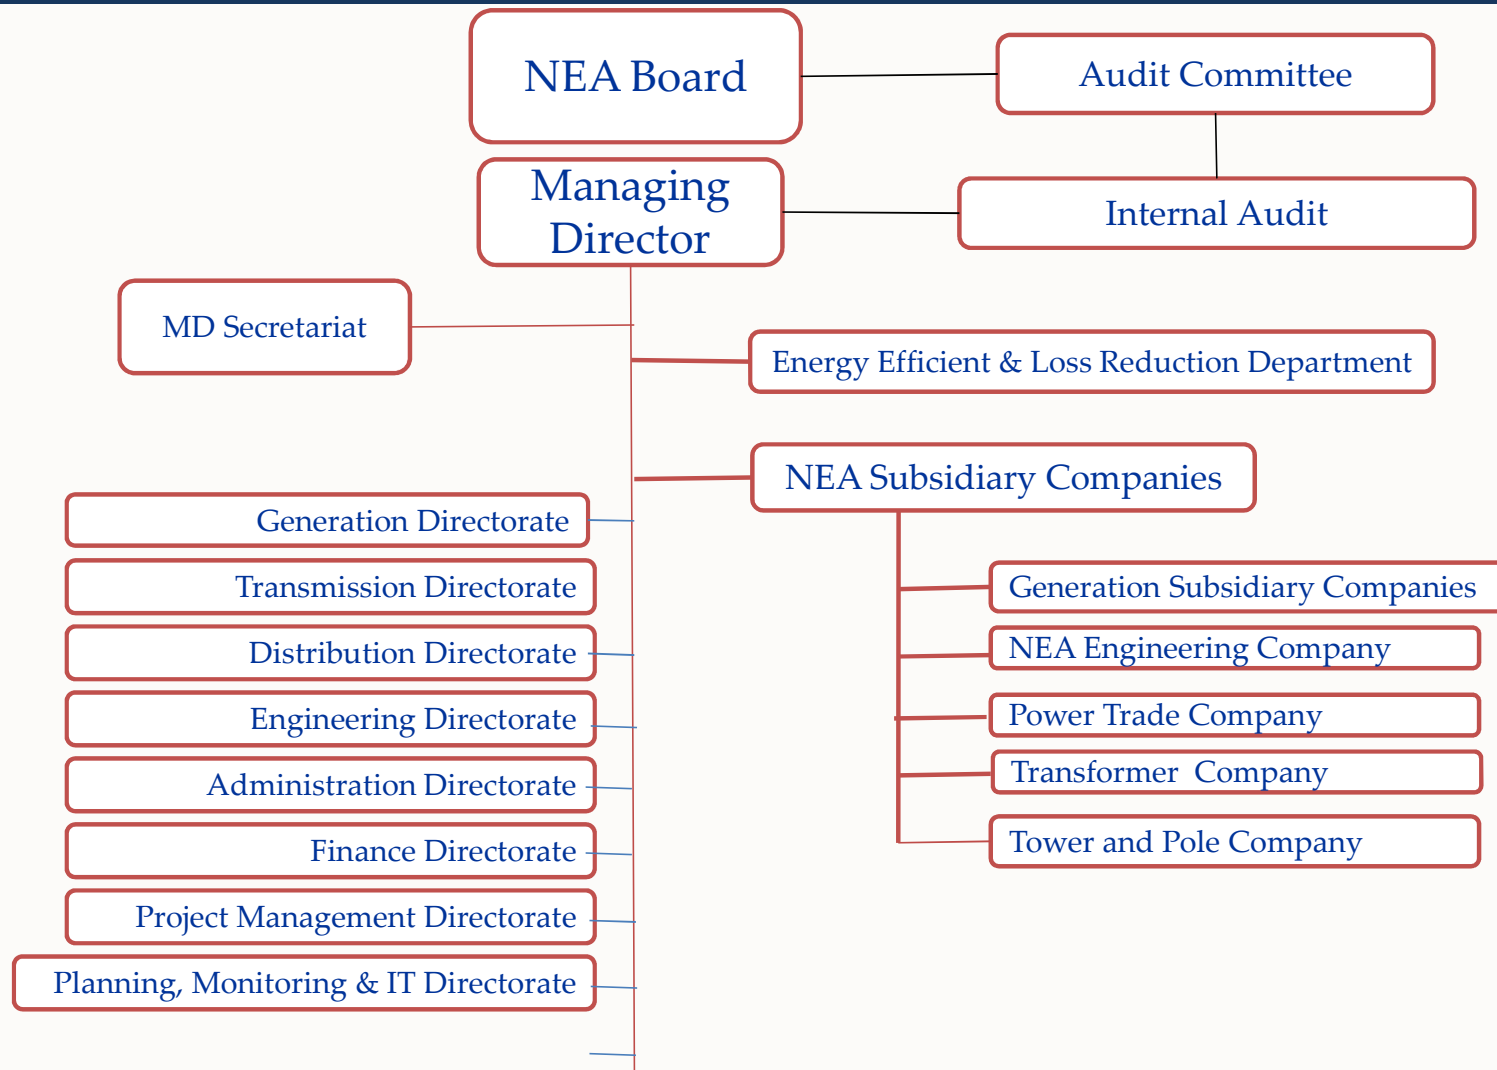 NEA Board
Audit Committee
Managing
Director
Internal Audit
MD Secretariat
Energy Efficient & Loss Reduction Department
NEA Subsidiary Companies
Generation Directorate
Transmission Directorate
Distribution Directorate
Engineering Directorate
Administration Directorate
Finance Directorate
Project Management Directorate
Planning, Monitoring & IT Directorate
Generation Subsidiary Companies
NEA Engineering Company
Power Trade Company
Transformer  Company
Tower and Pole Company